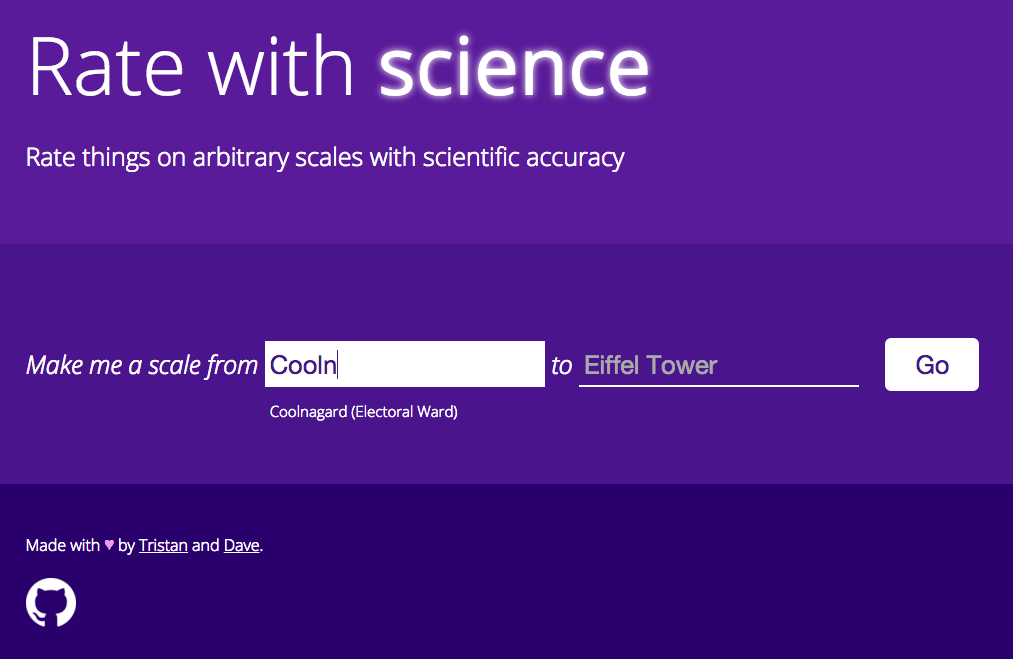 Rate with science
Rate things on arbitrary scales with scientific accuracy
Make me a scale from Cooln to Eiffel Tower Go
Coolnagard (Electoral Ward)
Made with ♥ by Tristan and Dave.